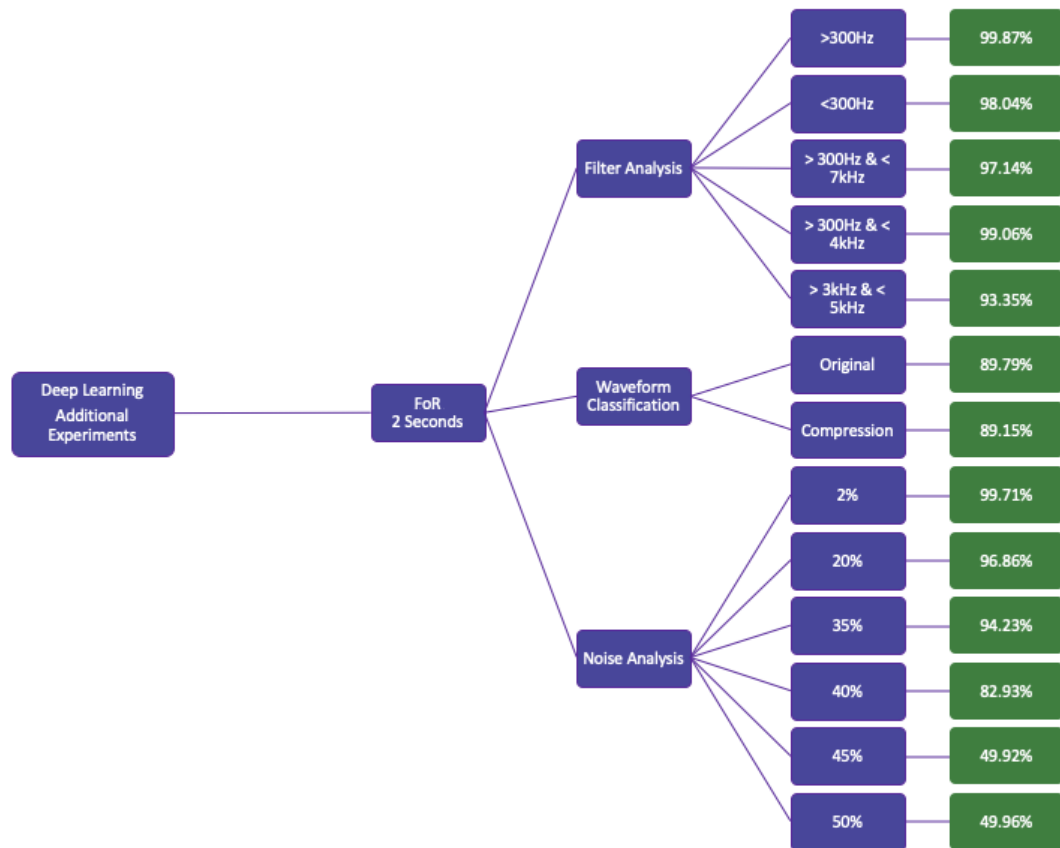 >300Hz
99.87%
<300Hz
98.04%
Filter Analysis
> 300Hz & <
7kHz
97.14%
> 300Hz & <
4kHz
99.06%
> 3kHz & <
5kHz
93.35%
Deep Learning
Additional
Experiments
FoR
2 Seconds
Waveform
Classification
Original
89.79%
Compression
89.15%
Noise Analysis
2%
99.71%
20%
96.86%
35%
94.23%
40%
82.93%
45%
49.92%
50%
49.96%